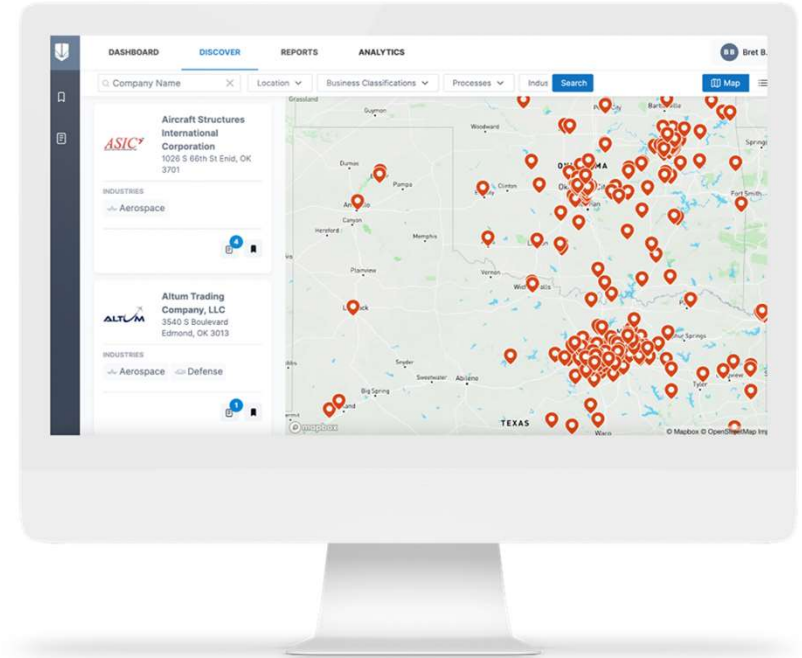 DASHBOARD DISCOVER REPORTS ANALYTICS BB Bret B.
Company Name Location Business Classifications Processes Indus Search Map
ASIC
Aircraft Structures
International
Corporation
1026 S 66th St Enid, OK
3701
INDUSTRIES
Aerospace
4
ALTUM
Altum Trading
Company, LLC
3540 S Boulevard
Edmond, OK 3013
INDUSTRIES
Aerospace Defense
1
Grassland
Guymon
Woodward
Dumas
Pampa
Clinton
Fort Smith
Canyon
Hereford
Memphis
Plainview
Vernon
Snyder
Sweetwater Abilene
Tyler
Big Spring
TEXAS
Waco
mapbox
© Mapbox © OpenStreetMap Imp